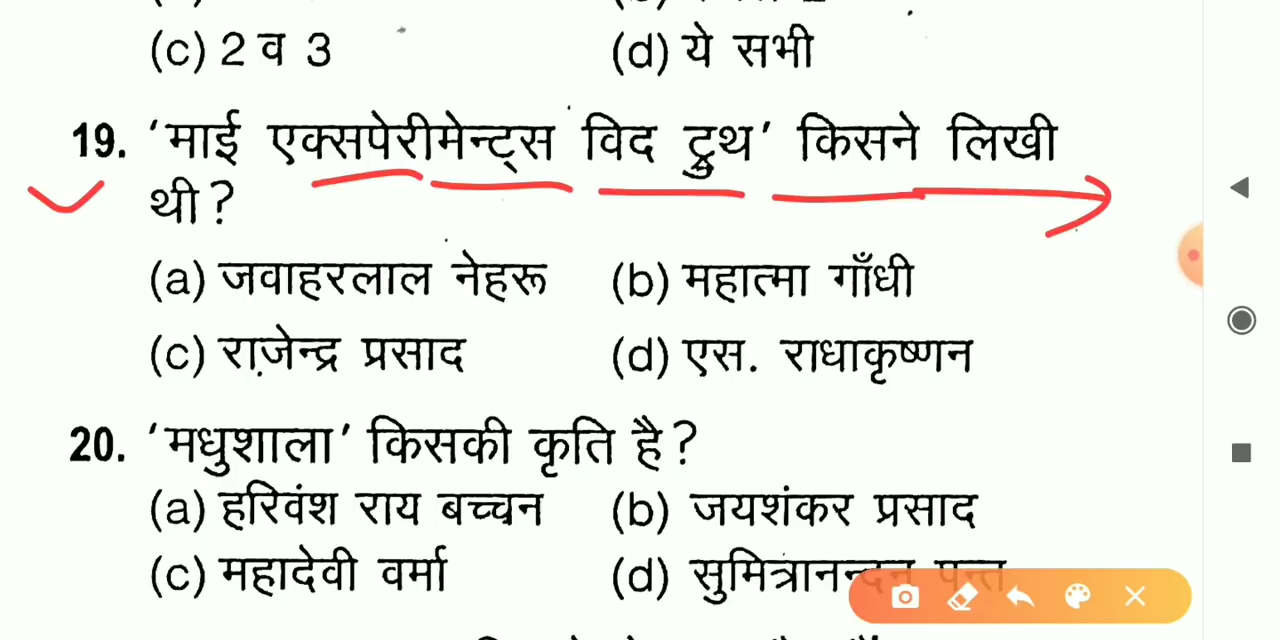 (c) 2 व 3 (d) ये सभी
19. 'माई एक्सपेरीमेन्ट्स विद ट्रुथ' किसने लिखी
थी?
(a) जवाहरलाल नेहरू (b) महात्मा गाँधी
(c) राजेन्द्र प्रसाद (d) एस. राधाकृष्णन
20. 'मधुशाला' किसकी कृति है?
(a) हरिवंश राय बच्चन (b) जयशंकर प्रसाद
(c) महादेवी वर्मा (d) सुमित्रानन्दन पन्त